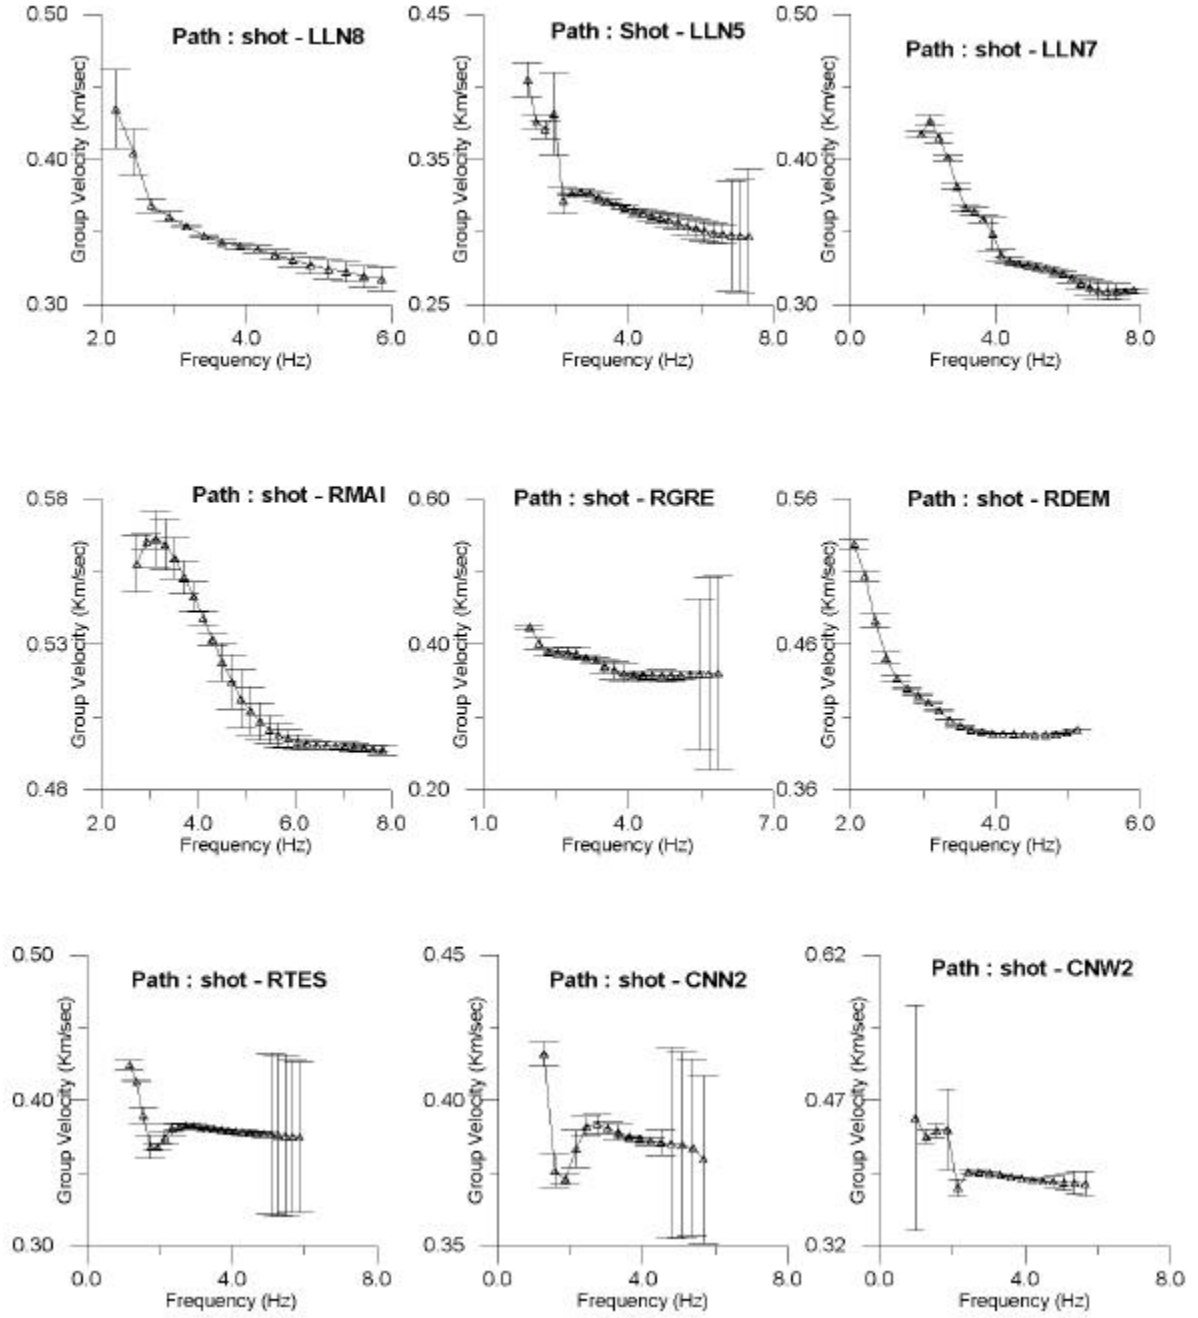 Path : shot - LLN8
0.50
0.40
0.30
Group Velocity (Km/sec)
2.0 4.0 6.0
Frequency (Hz)
Path : Shot - LLN5
0.45
0.35
0.25
Group Velocity (Km/sec)
0.0 4.0 8.0
Frequency (Hz)
Path : shot - LLN7
0.50
0.40
0.30
Group Velocity (Km/sec)
0.0 4.0 8.0
Frequency (Hz)
Path : shot - RMAI
0.58
0.53
0.48
Group Velocity (Km/sec)
2.0 4.0 6.0 8.0
Frequency (Hz)
Path : shot - RGRE
0.60
0.40
0.20
Group Velocity (Km/sec)
1.0 4.0 7.0
Frequency (Hz)
Path : shot - RDEM
0.56
0.46
0.36
Group Velocity (Km/sec)
2.0 4.0 6.0
Frequency (Hz)
Path : shot - RTES
0.50
0.40
0.30
Group Velocity (Km/sec)
0.0 4.0 8.0
Frequency (Hz)
Path : shot - CNN2
0.45
0.40
0.35
Group Velocity (Km/sec)
0.0 2.0 4.0 6.0 8.0
Frequency (Hz)
Path : shot - CNW2
0.62
0.47
0.32
Group Velocity (Km/sec)
0.0 4.0 8.0
Frequency (Hz)